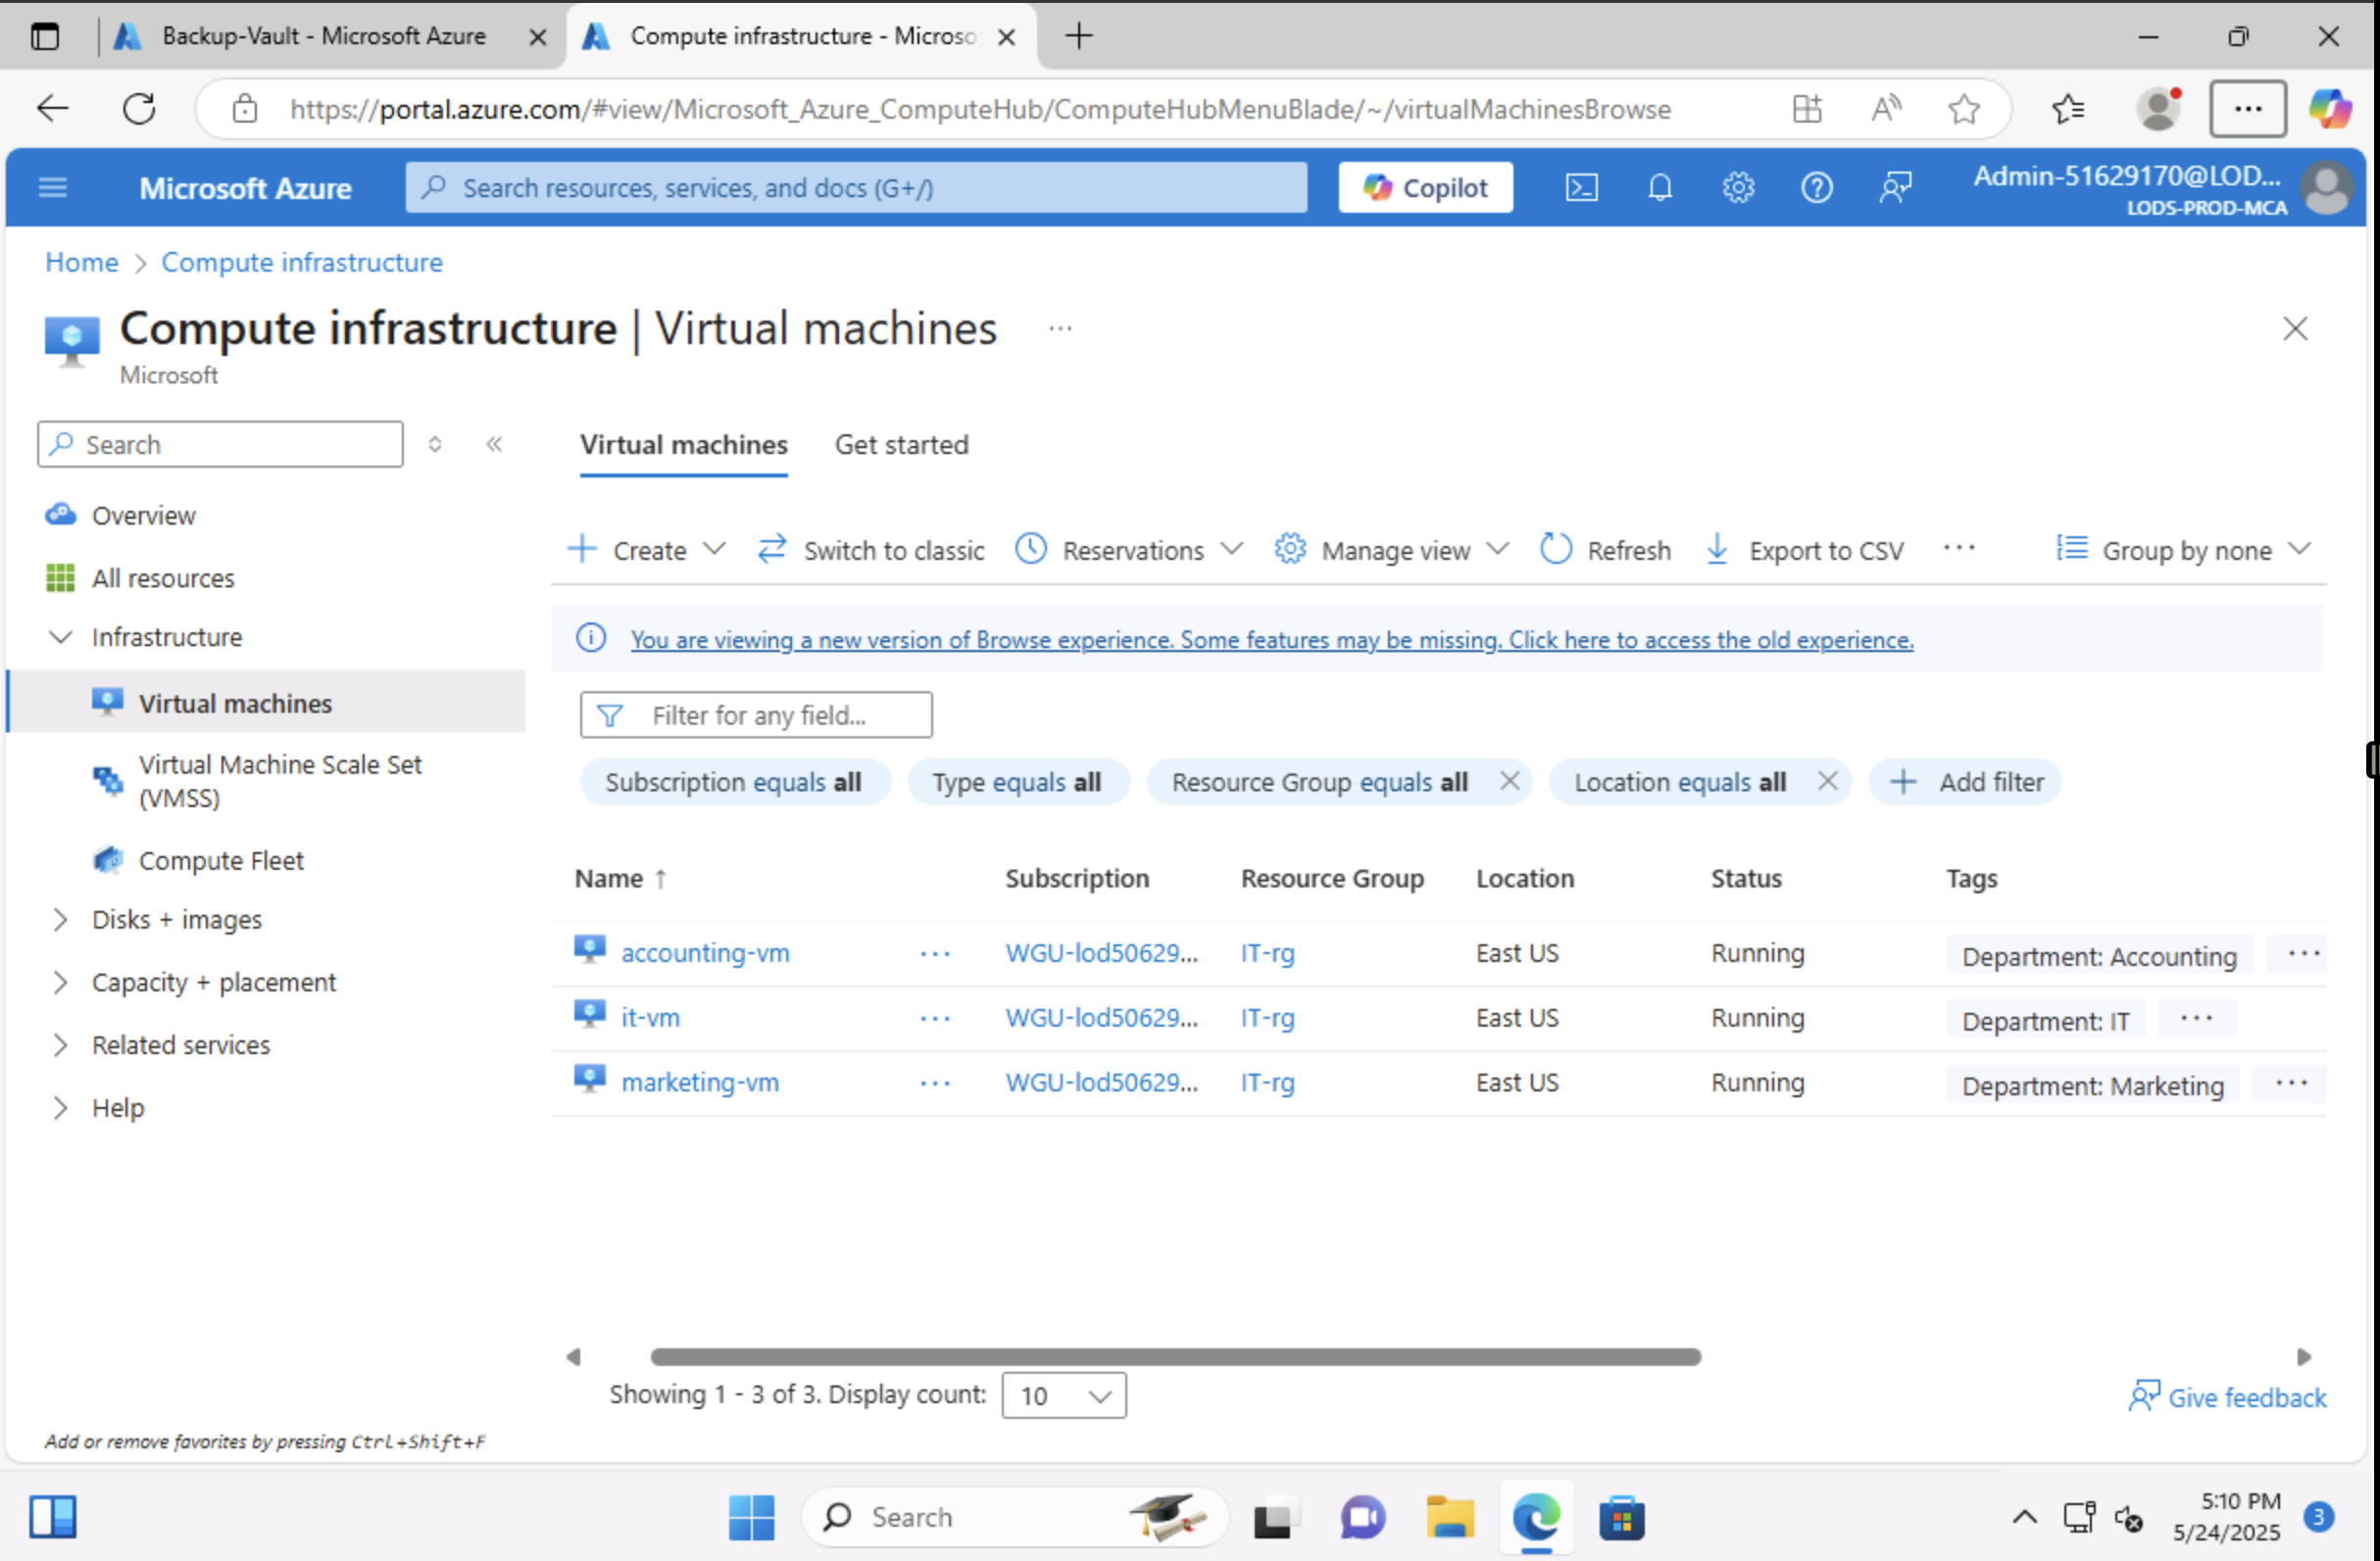 Backup-Vault - Microsoft Azure
Compute infrastructure - Microso
https://portal.azure.com/#view/Microsoft_Azure_ComputeHub/ComputeHubMenuBlade/~/virtualMachinesBrowse
Microsoft Azure
Search resources, services, and docs (G+/)
Copilot
Admin-51629170@LOD...
LODS-PROD-MCA
Home > Compute infrastructure
Compute infrastructure | Virtual machines ...
Microsoft
Search
Overview
All resources
Infrastructure
Virtual machines
Virtual Machine Scale Set
(VMSS)
Compute Fleet
Disks + images
Capacity + placement
Related services
Help
Add or remove favorites by pressing Ctrl+Shift+F
Virtual machines Get started
Create Switch to classic Reservations Manage view Refresh Export to CSV ... Group by none
You are viewing a new version of Browse experience. Some features may be missing. Click here to access the old experience.
Filter for any field...
Subscription equals all Type equals all Resource Group equals all Location equals all Add filter
Name ↑ Subscription Resource Group Location Status Tags
accounting-vm ... WGU-lod50629... IT-rg East US Running Department: Accounting ...
it-vm ... WGU-lod50629... IT-rg East US Running Department: IT ...
marketing-vm ... WGU-lod50629... IT-rg East US Running Department: Marketing ...
Showing 1 - 3 of 3. Display count: 10
Give feedback
Search
5:10 PM
5/24/2025
3